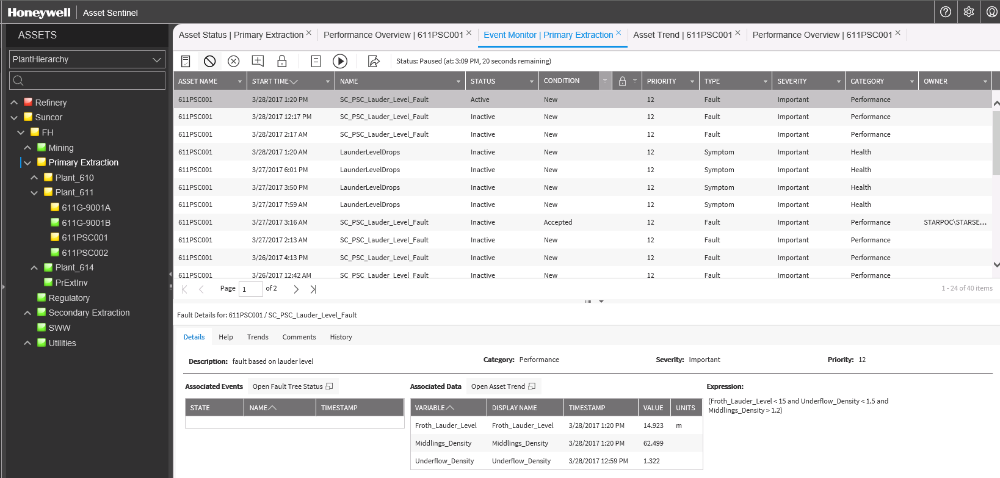 Honeywell Asset Sentinel
ASSETS
PlantHierarchy
Refinery
Suncor
FH
Mining
Primary Extraction
Plant_610
Plant_611
611G-9001A
611G-9001B
611PSC001
611PSC002
Plant_614
PrExtInv
Regulatory
Secondary Extraction
SWW
Utilities
Asset Status | Primary Extraction Performance Overview | 611PSC001 Event Monitor | Primary Extraction Asset Trend | 611PSC001 Performance Overview | 611PSC001
Status: Paused (at: 3:09 PM, 20 seconds remaining)
ASSET NAME START TIME NAME STATUS CONDITION PRIORITY TYPE SEVERITY CATEGORY OWNER
611PSC001 3/28/2017 1:20 PM SC_PSC_Lauder_Level_Fault Active New 12 Fault Important Performance
611PSC001 3/28/2017 12:17 PM SC_PSC_Lauder_Level_Fault Inactive New 12 Fault Important Performance
611PSC001 3/28/2017 2:17 AM SC_PSC_Lauder_Level_Fault Inactive New 12 Fault Important Performance
611PSC001 3/28/2017 1:20 AM LaunderLevelDrops Inactive New 12 Symptom Important Health
611PSC001 3/27/2017 6:01 PM LaunderLevelDrops Inactive New 12 Symptom Important Health
611PSC001 3/27/2017 3:50 PM LaunderLevelDrops Inactive New 12 Symptom Important Health
611PSC001 3/27/2017 7:59 AM LaunderLevelDrops Inactive New 12 Symptom Important Health
611PSC001 3/27/2017 3:16 AM SC_PSC_Lauder_Level_Fault Inactive Accepted 12 Fault Important Performance STARPOC\STARSE...
611PSC001 3/27/2017 2:13 AM SC_PSC_Lauder_Level_Fault Inactive New 12 Fault Important Performance
611PSC001 3/26/2017 4:13 PM SC_PSC_Lauder_Level_Fault Inactive New 12 Fault Important Performance
611PSC001 3/26/2017 12:42 AM SC_PSC_Lauder_Level_Fault Inactive New 12 Fault Important Performance
Page 1 of 2 1 - 24 of 40 items
Fault Details for: 611PSC001 / SC_PSC_Lauder_Level_Fault
Details Help Trends Comments History
Description: fault based on lauder level Category: Performance Severity: Important Priority: 12
Associated Events Open Fault Tree Status Associated Data Open Asset Trend Expression:
STATE NAME TIMESTAMP
VARIABLE DISPLAY NAME TIMESTAMP VALUE UNITS
Froth_Lauder_Level Froth_Lauder_Level 3/28/2017 1:20 PM 14.923 m
Middlings_Density Middlings_Density 3/28/2017 1:20 PM 62.499
Underflow_Density Underflow_Density 3/28/2017 12:59 PM 1.322
(Froth_Lauder_Level < 15 and Underflow_Density < 1.5 and
Middlings_Density > 1.2)